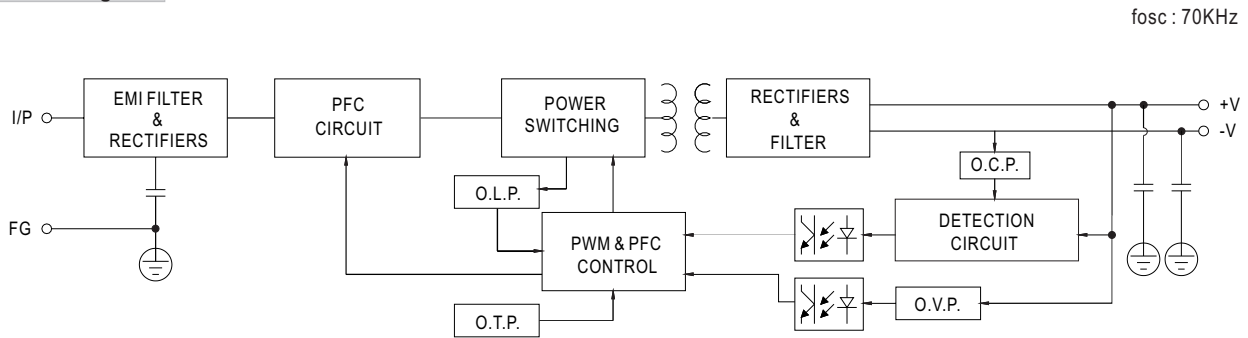 fosc : 70KHz
I/P
EMI FILTER
&
RECTIFIERS
PFC
CIRCUIT
POWER
SWITCHING
RECTIFIERS
&
FILTER
+V
-V
O.C.P.
O.L.P.
FG
PWM & PFC
CONTROL
DETECTION
CIRCUIT
O.T.P.
O.V.P.